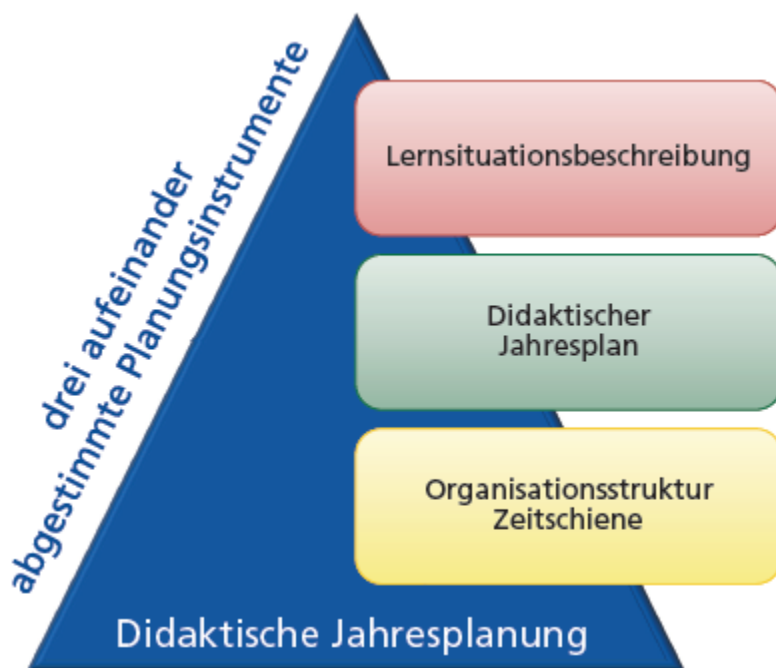 drei aufeinander
abgestimmte Planungsinstrumente
Lernsituationsbeschreibung
Didaktischer
Jahresplan
Organisationsstruktur
Zeitschiene
Didaktische Jahresplanung